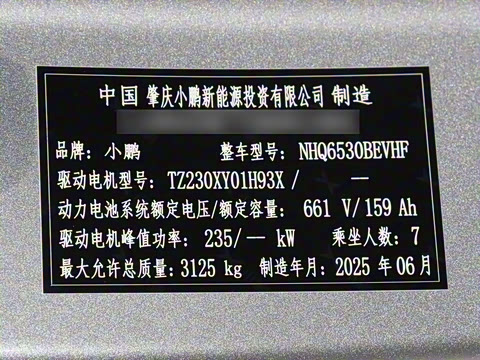 中国 肇庆小鹏新能源投资有限公司 制造
品牌：小鹏 整车型号：NHQ6530BEVHF
驱动电机型号：TZ230XY01H93X / —
动力电池系统额定电压/额定容量：661 V/159 Ah
驱动电机峰值功率：235/— kW 乘坐人数：7
最大允许总质量：3125 kg 制造年月：2025 年 06 月